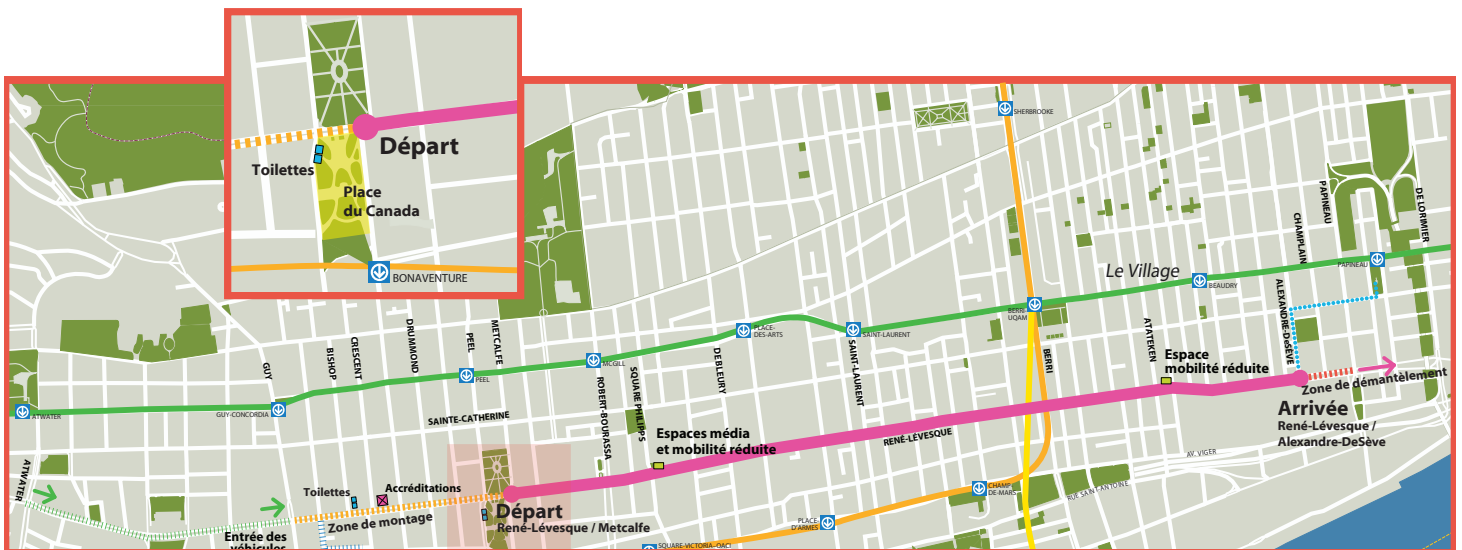 Départ
Toilettes
Place
du Canada
BONAVENTURE
SHERBROOKE
PAPINEAU
DE LORIMIER
CHAMPLAIN
PAPINEAU
Le Village
BEAUDRY
ALEXANDRE-DeSÈVE
BERRI-
UQAM
PLACE-
DES-ARTS
SAINT-LAURENT
SAINT-LAURENT
BERRI
ATATEKEN
Espace
mobilité réduite
GUY
BISHOP
CRESCENT
DRUMMOND
PEEL
METCALFE
PEEL
MCGILL
ROBERT-BOURASSA
SQUARE PHILIPPS
DE BLEURY
ATWATER
GUY-CONCORDIA
SAINTE-CATHERINE
Zone de démantèlement
Arrivée
René-Lévesque /
Alexandre-DeSève
Espaces média
et mobilité réduite
RENÉ-LÉVESQUE
AV. VIGER
RUE SAINT-ANTOINE
CHAMP-
DE-MARS
PLACE
D'ARMES
SQUARE-VICTORIA–OACI
ATWATER
Toilettes
Accréditations
Zone de montage
Départ
René-Lévesque / Metcalfe
Entrée des
véhicules